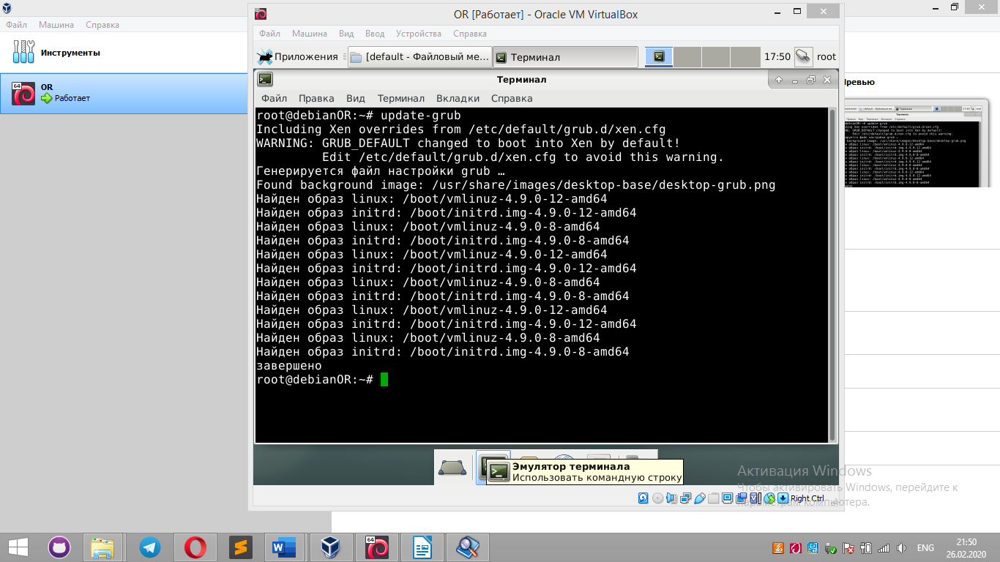 OR [Работает] - Oracle VM VirtualBox
Файл Машина Справка
Файл Машина Вид Ввод Устройства Справка
Инструменты
64
OR
Работает
Приложения
[default - Файловый ме...
Терминал
17:50
root
Терминал
Файл Правка Вид Терминал Вкладки Справка
root@debianOR:~# update-grub
Including Xen overrides from /etc/default/grub.d/xen.cfg
WARNING: GRUB_DEFAULT changed to boot into Xen by default!
Edit /etc/default/grub.d/xen.cfg to avoid this warning.
Генерируется файл настройки grub …
Found background image: /usr/share/images/desktop-base/desktop-grub.png
Найден образ linux: /boot/vmlinuz-4.9.0-12-amd64
Найден образ initrd: /boot/initrd.img-4.9.0-12-amd64
Найден образ linux: /boot/vmlinuz-4.9.0-8-amd64
Найден образ initrd: /boot/initrd.img-4.9.0-8-amd64
Найден образ linux: /boot/vmlinuz-4.9.0-12-amd64
Найден образ initrd: /boot/initrd.img-4.9.0-12-amd64
Найден образ linux: /boot/vmlinuz-4.9.0-8-amd64
Найден образ initrd: /boot/initrd.img-4.9.0-8-amd64
Найден образ linux: /boot/vmlinuz-4.9.0-12-amd64
Найден образ initrd: /boot/initrd.img-4.9.0-12-amd64
Найден образ linux: /boot/vmlinuz-4.9.0-8-amd64
Найден образ initrd: /boot/initrd.img-4.9.0-8-amd64
завершено
root@debianOR:~#
Эмулятор терминала
Использовать командную строку
Right Ctrl
Активация Windows
Чтобы активировать Windows, перейдите к
параметрам компьютера.
64
ENG
21:50
26.02.2020